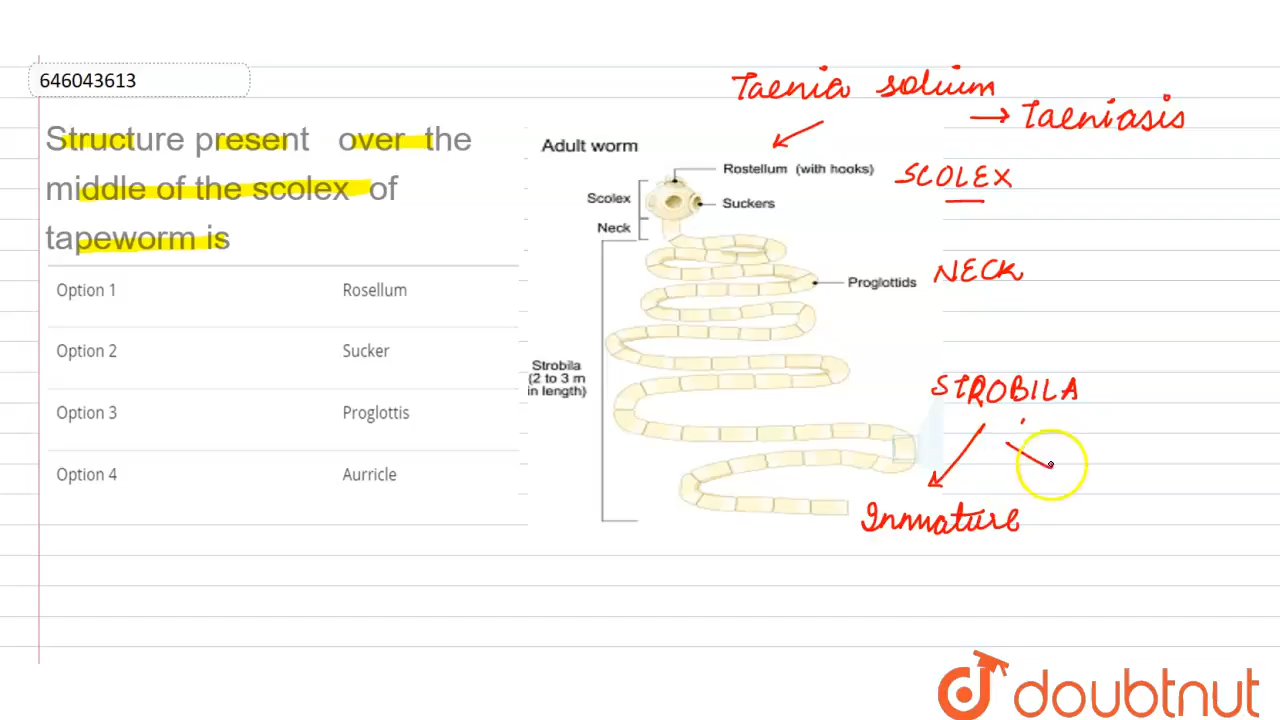 646043613
Structure present over the
middle of the scolex of
tapeworm is
Option 1 Rosellum
Option 2 Sucker
Option 3 Proglottis
Option 4 Aurricle
Taenia solium
→ Taeniasis
Adult worm
Rostellum (with hooks)
SCOLEX
Scolex
Suckers
Neck
Proglottids
NECK
Strobila
(2 to 3 m
in length)
STROBILA
Immature
doubtnut